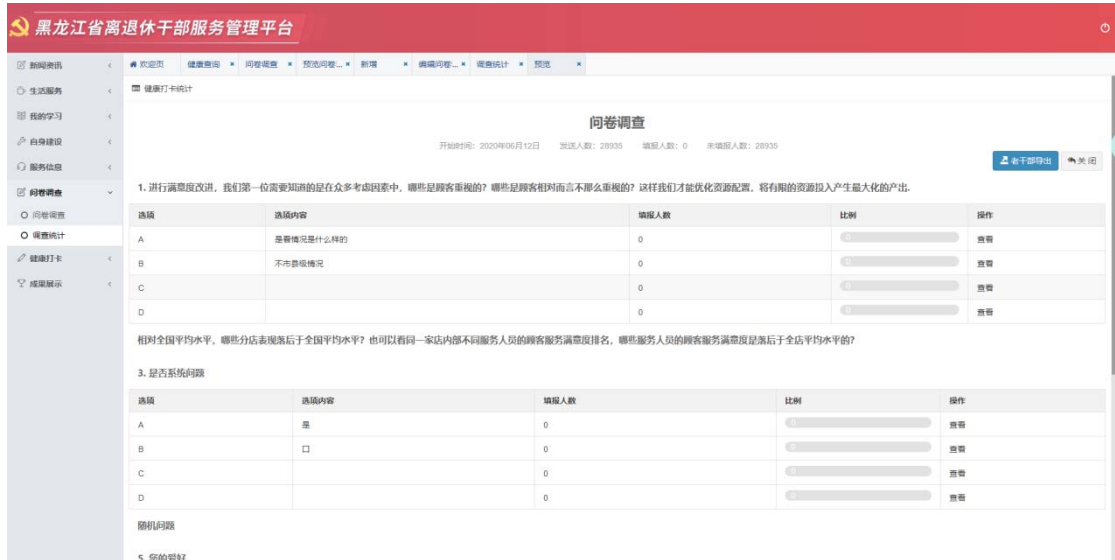 黑龙江省离退休干部服务管理平台
新闻资讯
欢迎页 健康查询 × 问卷调查 × 预览问卷... × 新增 × 编辑问卷... × 调查统计 × 预览 ×
生活服务
健康打卡统计
我的学习
问卷调查
自身建设
开始时间: 2020年06月12日 发送人数: 28935 填报人数: 0 未填报人数: 28935
服务信息
老干部导出 关闭
问卷调查
1. 进行满意度改进，我们第一位需要知道的是在众多考虑因素中，哪些是顾客重视的？哪些是顾客相对而言不那么重视的？这样我们才能优化资源配置，将有限的资源投入产生最大化的产出.
问卷调查
选项 选项内容 填报人数 比例 操作
调查统计
A 是看情况是什么样的 0 0 查看
健康打卡
B 不市县级情况 0 0 查看
成果展示
C 0 0 查看
D 0 0 查看
相对全国平均水平，哪些分店表现落后于全国平均水平？也可以看同一家店内部不同服务人员的顾客服务满意度排名，哪些服务人员的顾客服务满意度是落后于全店平均水平的？
3. 是否系统问题
选项 选项内容 填报人数 比例 操作
A 是 0 0 查看
B 口 0 0 查看
C 0 0 查看
D 0 0 查看
随机问题
5. 您的爱好